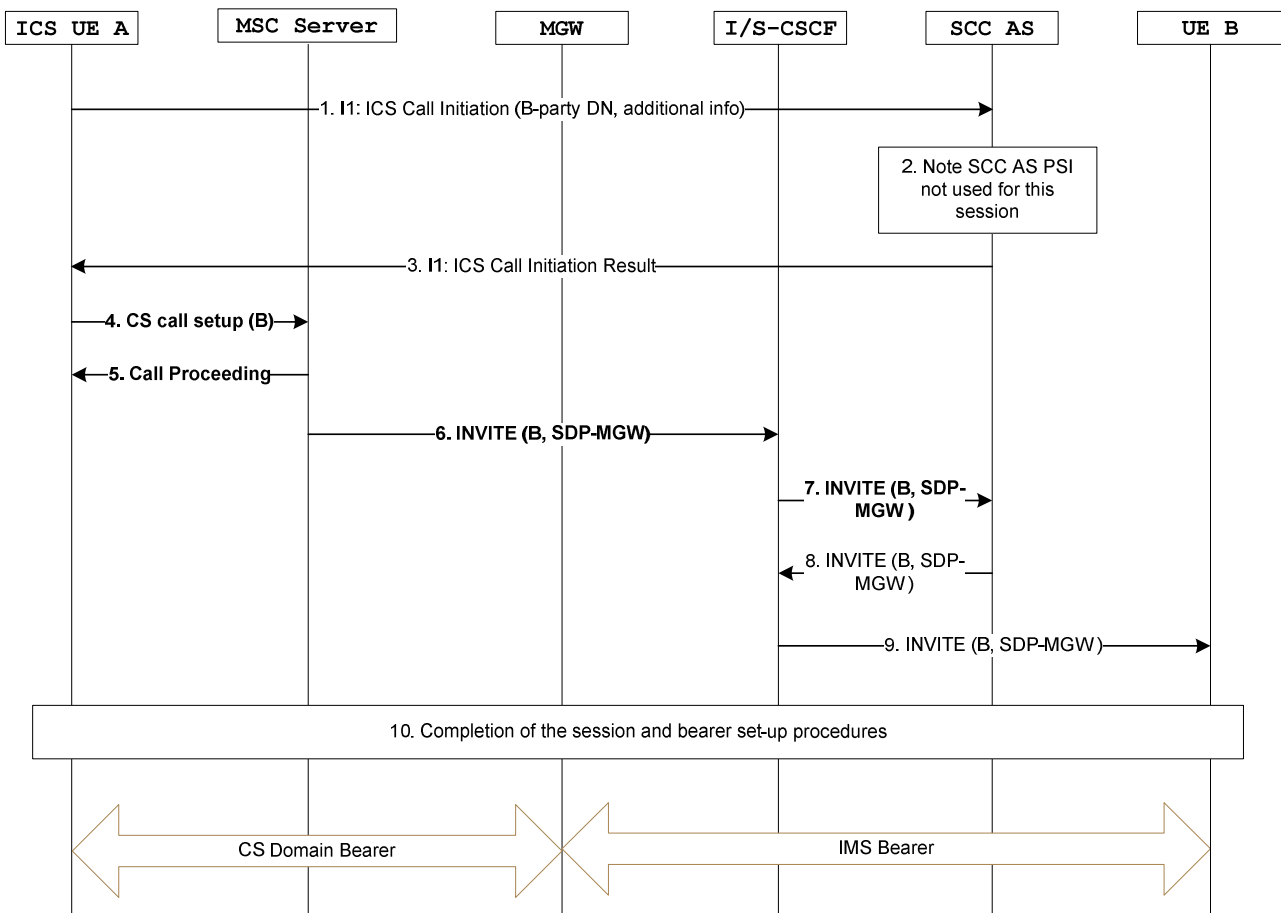 ICS UE A
MSC Server
MGW
I/S-CSCF
SCC AS
UE B
1. I1: ICS Call Initiation (B-party DN, additional info)
2. Note SCC AS PSI
not used for this
session
3. I1: ICS Call Initiation Result
4. CS call setup (B)
5. Call Proceeding
6. INVITE (B, SDP-MGW)
7. INVITE (B, SDP-
MGW )
8. INVITE (B, SDP-
MGW)
9. INVITE (B, SDP-MGW )
10. Completion of the session and bearer set-up procedures
CS Domain Bearer
IMS Bearer